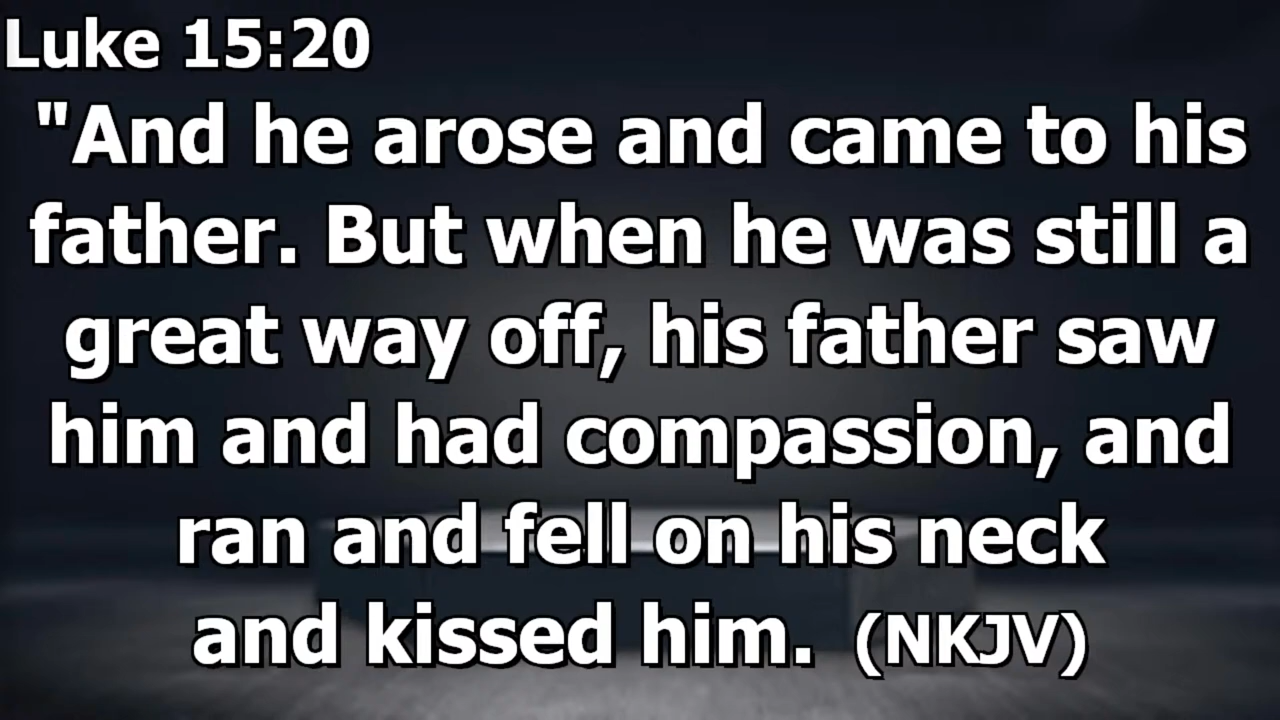 Luke 15:20
"And he arose and came to his
father. But when he was still a
great way off, his father saw
him and had compassion, and
ran and fell on his neck
and kissed him. (NKJV)